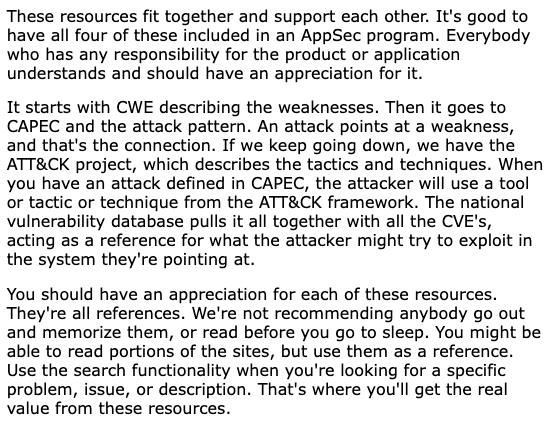 These resources fit together and support each other. It's good to
have all four of these included in an AppSec program. Everybody
who has any responsibility for the product or application
understands and should have an appreciation for it.
It starts with CWE describing the weaknesses. Then it goes to
CAPEC and the attack pattern. An attack points at a weakness,
and that's the connection. If we keep going down, we have the
ATT&CK project, which describes the tactics and techniques. When
you have an attack defined in CAPEC, the attacker will use a tool
or tactic or technique from the ATT&CK framework. The national
vulnerability database pulls it all together with all the CVE's,
acting as a reference for what the attacker might try to exploit in
the system they're pointing at.
You should have an appreciation for each of these resources.
They're all references. We're not recommending anybody go out
and memorize them, or read before you go to sleep. You might be
able to read portions of the sites, but use them as a reference.
Use the search functionality when you're looking for a specific
problem, issue, or description. That's where you'll get the real
value from these resources.